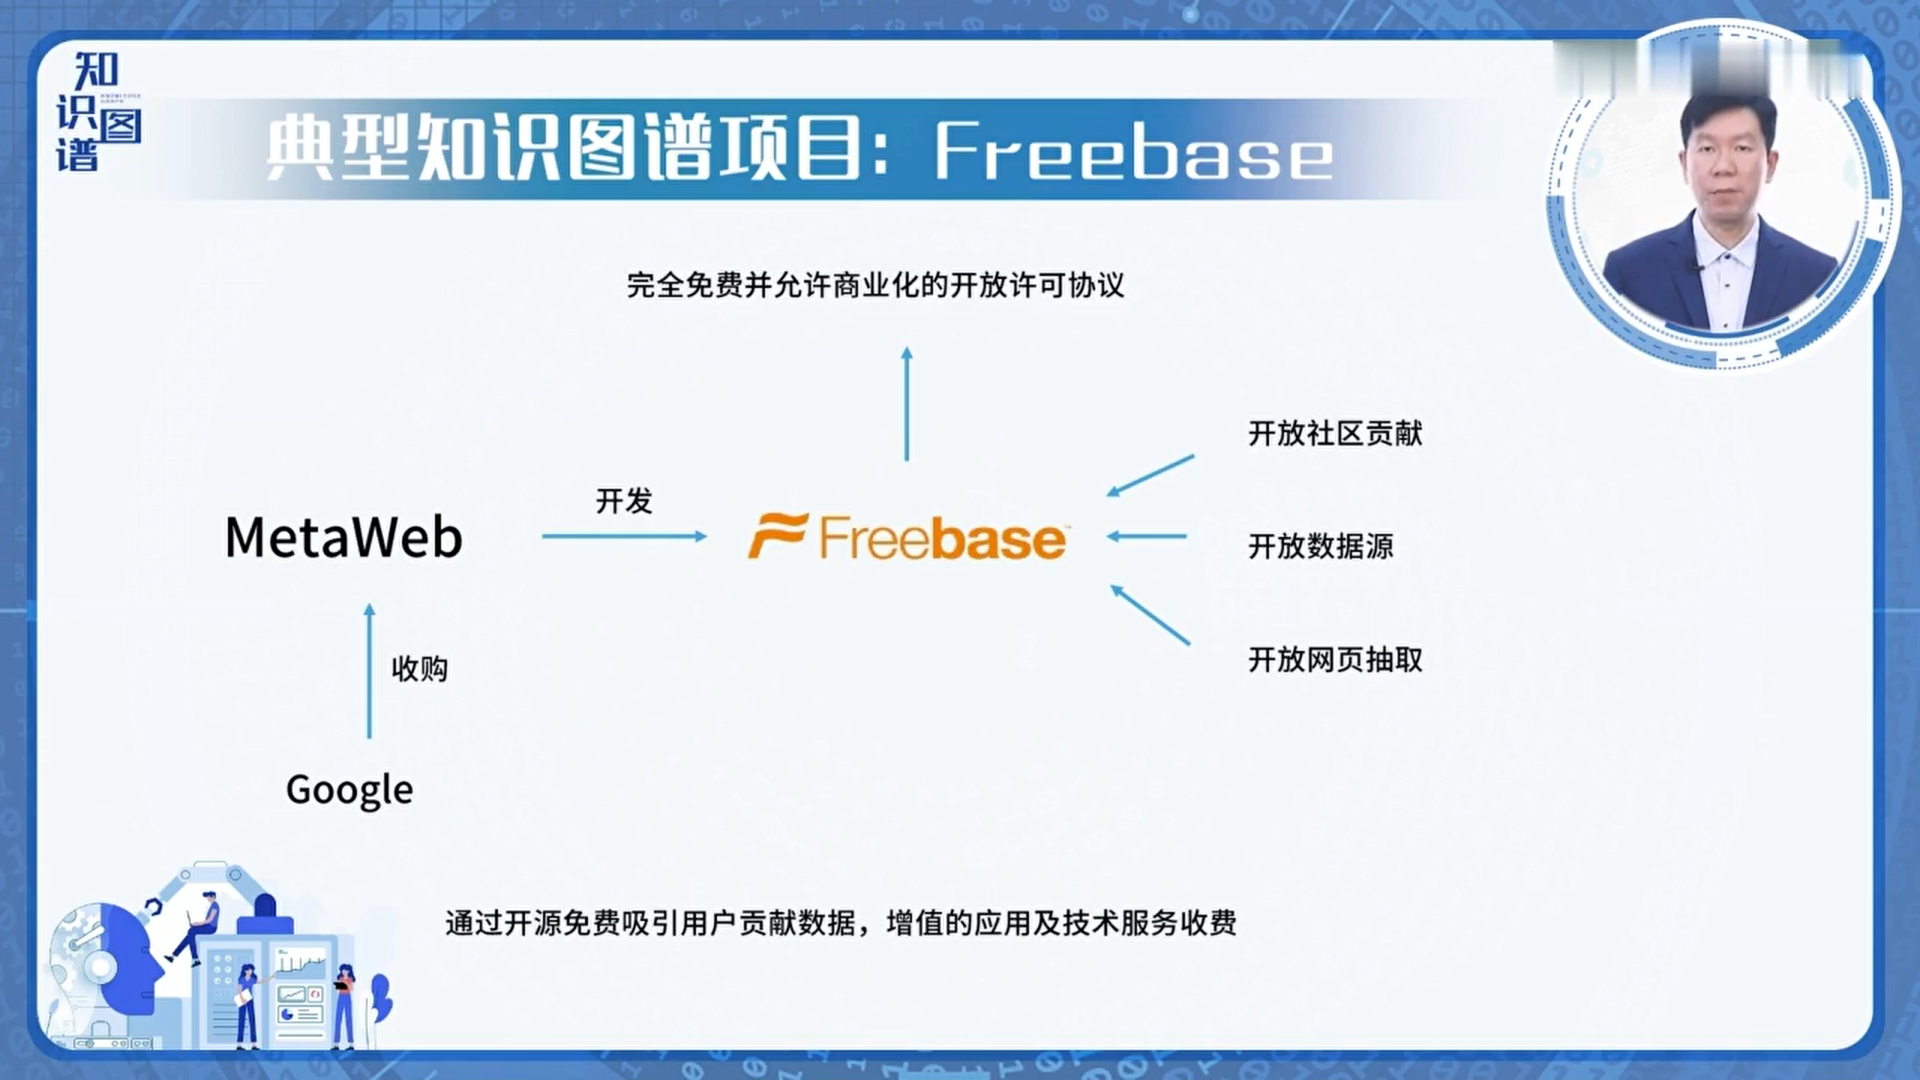 知识图谱
典型知识图谱项目：Freebase
完全免费并允许商业化的开放许可协议
开放社区贡献
开发
MetaWeb
Freebase
开放数据源
收购
开放网页抽取
Google
通过开源免费吸引用户贡献数据，增值的应用及技术服务收费